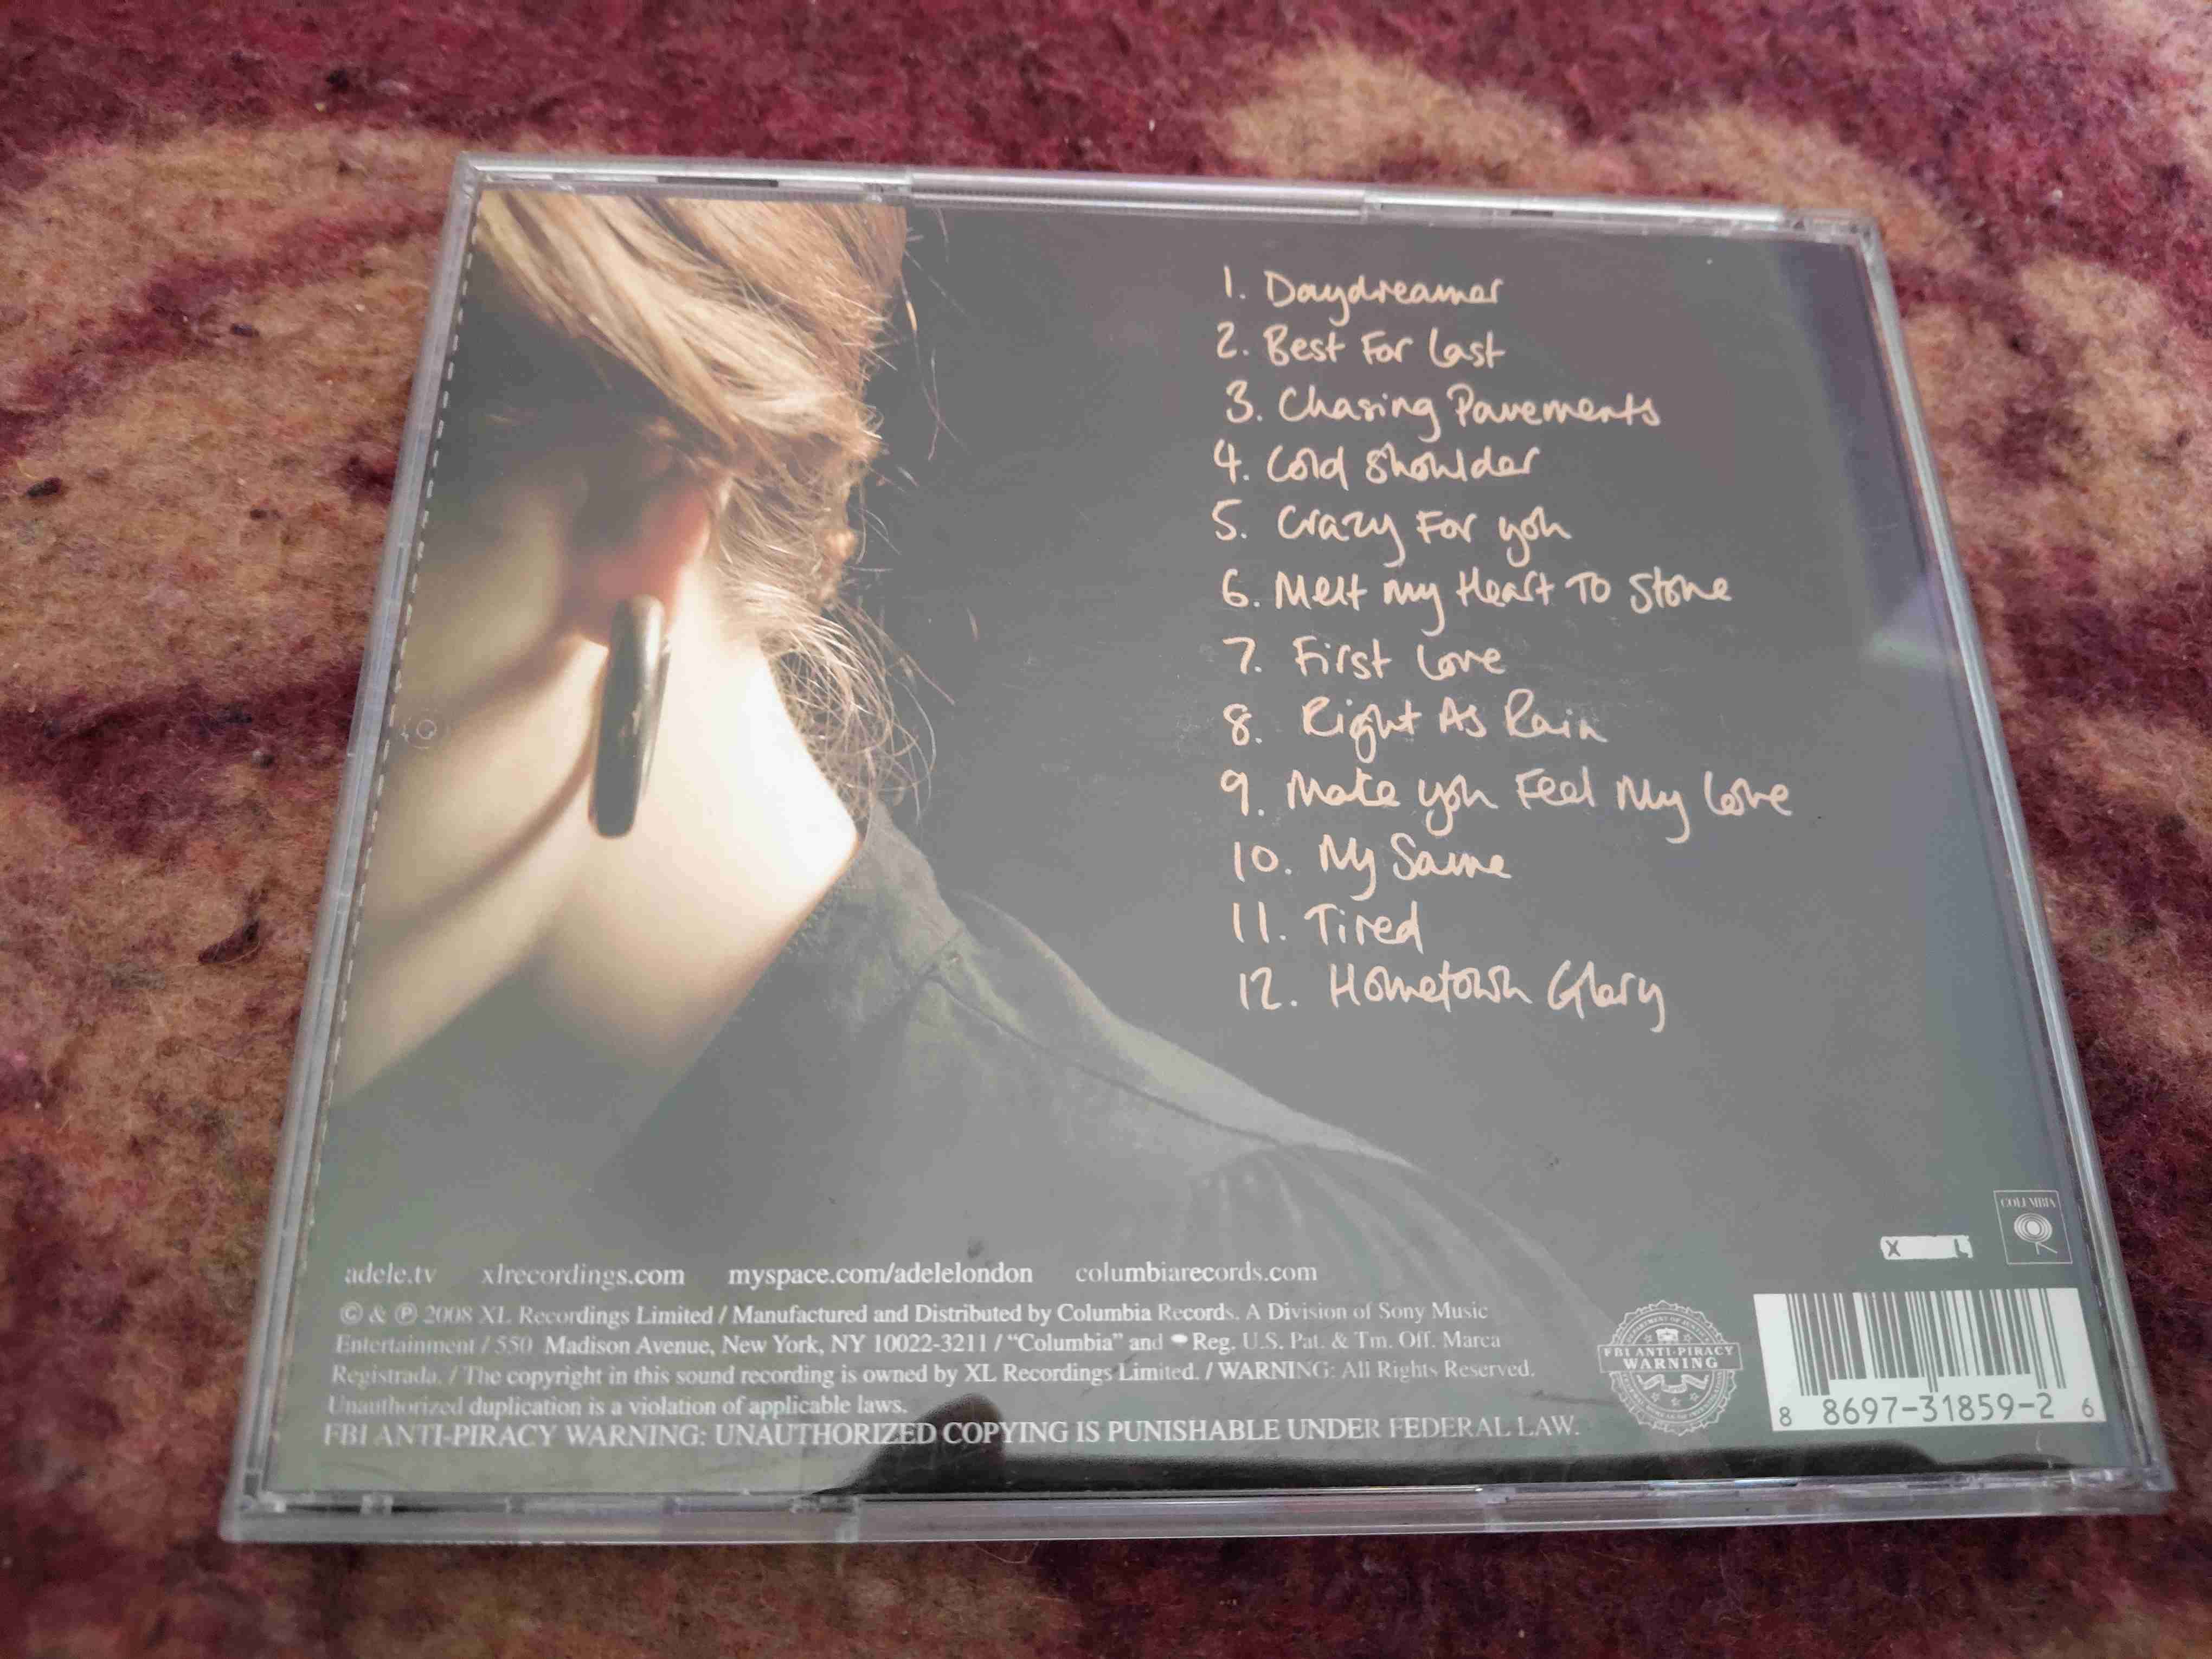 1. Daydreamer
2. Best For Last
3. Chasing Pavements
4. Cold Shoulder
5. Crazy For you
6. Melt my Heart To Stone
7. First Love
8. Right As Rain
9. Make you Feel My Love
10. My Same
11. Tired
12. Hometown Glory
COLUMBIA
X L
adele.tv xlrecordings.com myspace.com/adelelondon columbiarecords.com
© & ℗ 2008 XL Recordings Limited / Manufactured and Distributed by Columbia Records, A Division of Sony Music
Entertainment / 550 Madison Avenue, New York, NY 10022-3211 / “Columbia” and Reg. U.S. Pat. & Tm. Off. Marca
Registrada. / The copyright in this sound recording is owned by XL Recordings Limited. / WARNING: All Rights Reserved.
Unauthorized duplication is a violation of applicable laws.
FBI ANTI-PIRACY WARNING: UNAUTHORIZED COPYING IS PUNISHABLE UNDER FEDERAL LAW.
FBI ANTI-PIRACY
WARNING
8 8697-31859-2 6